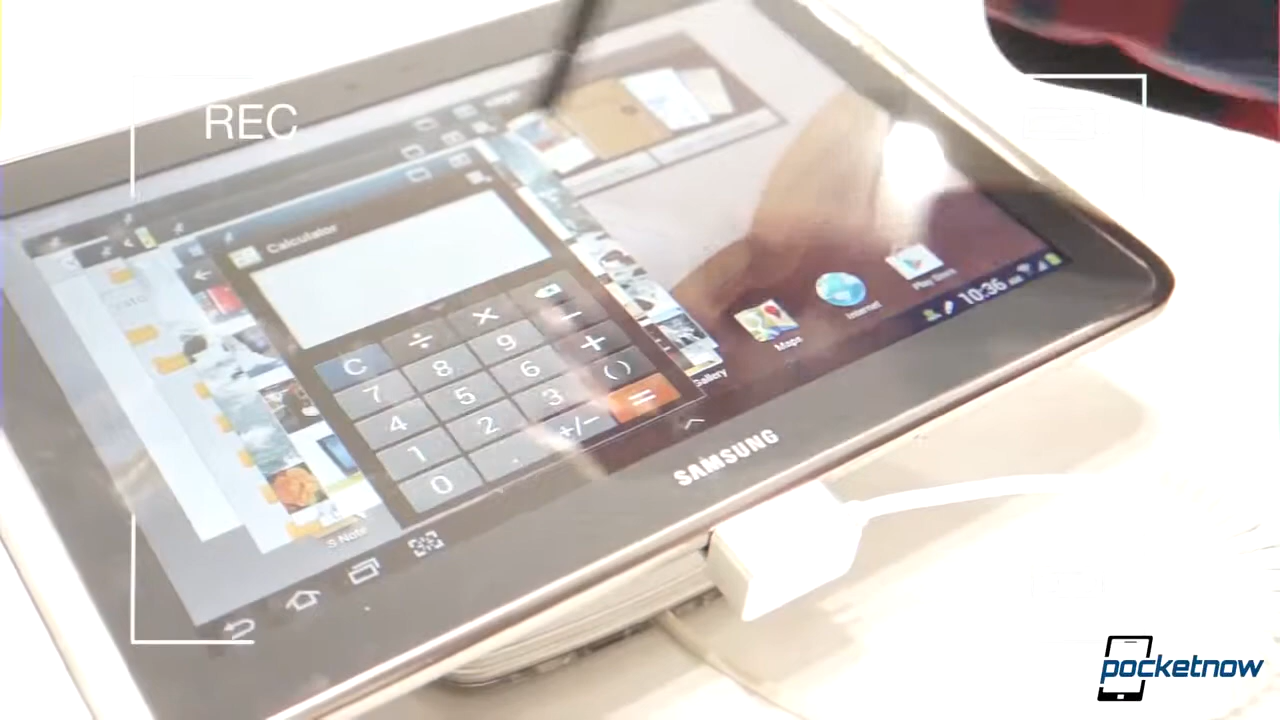 REC
Calculator
C ÷ ×
7 8 9 −
4 5 6 +
1 2 3 ()
0 . +/− =
S Note
Gallery
Maps
Internet
Play Store
10:36 AM
SAMSUNG
pocketnow